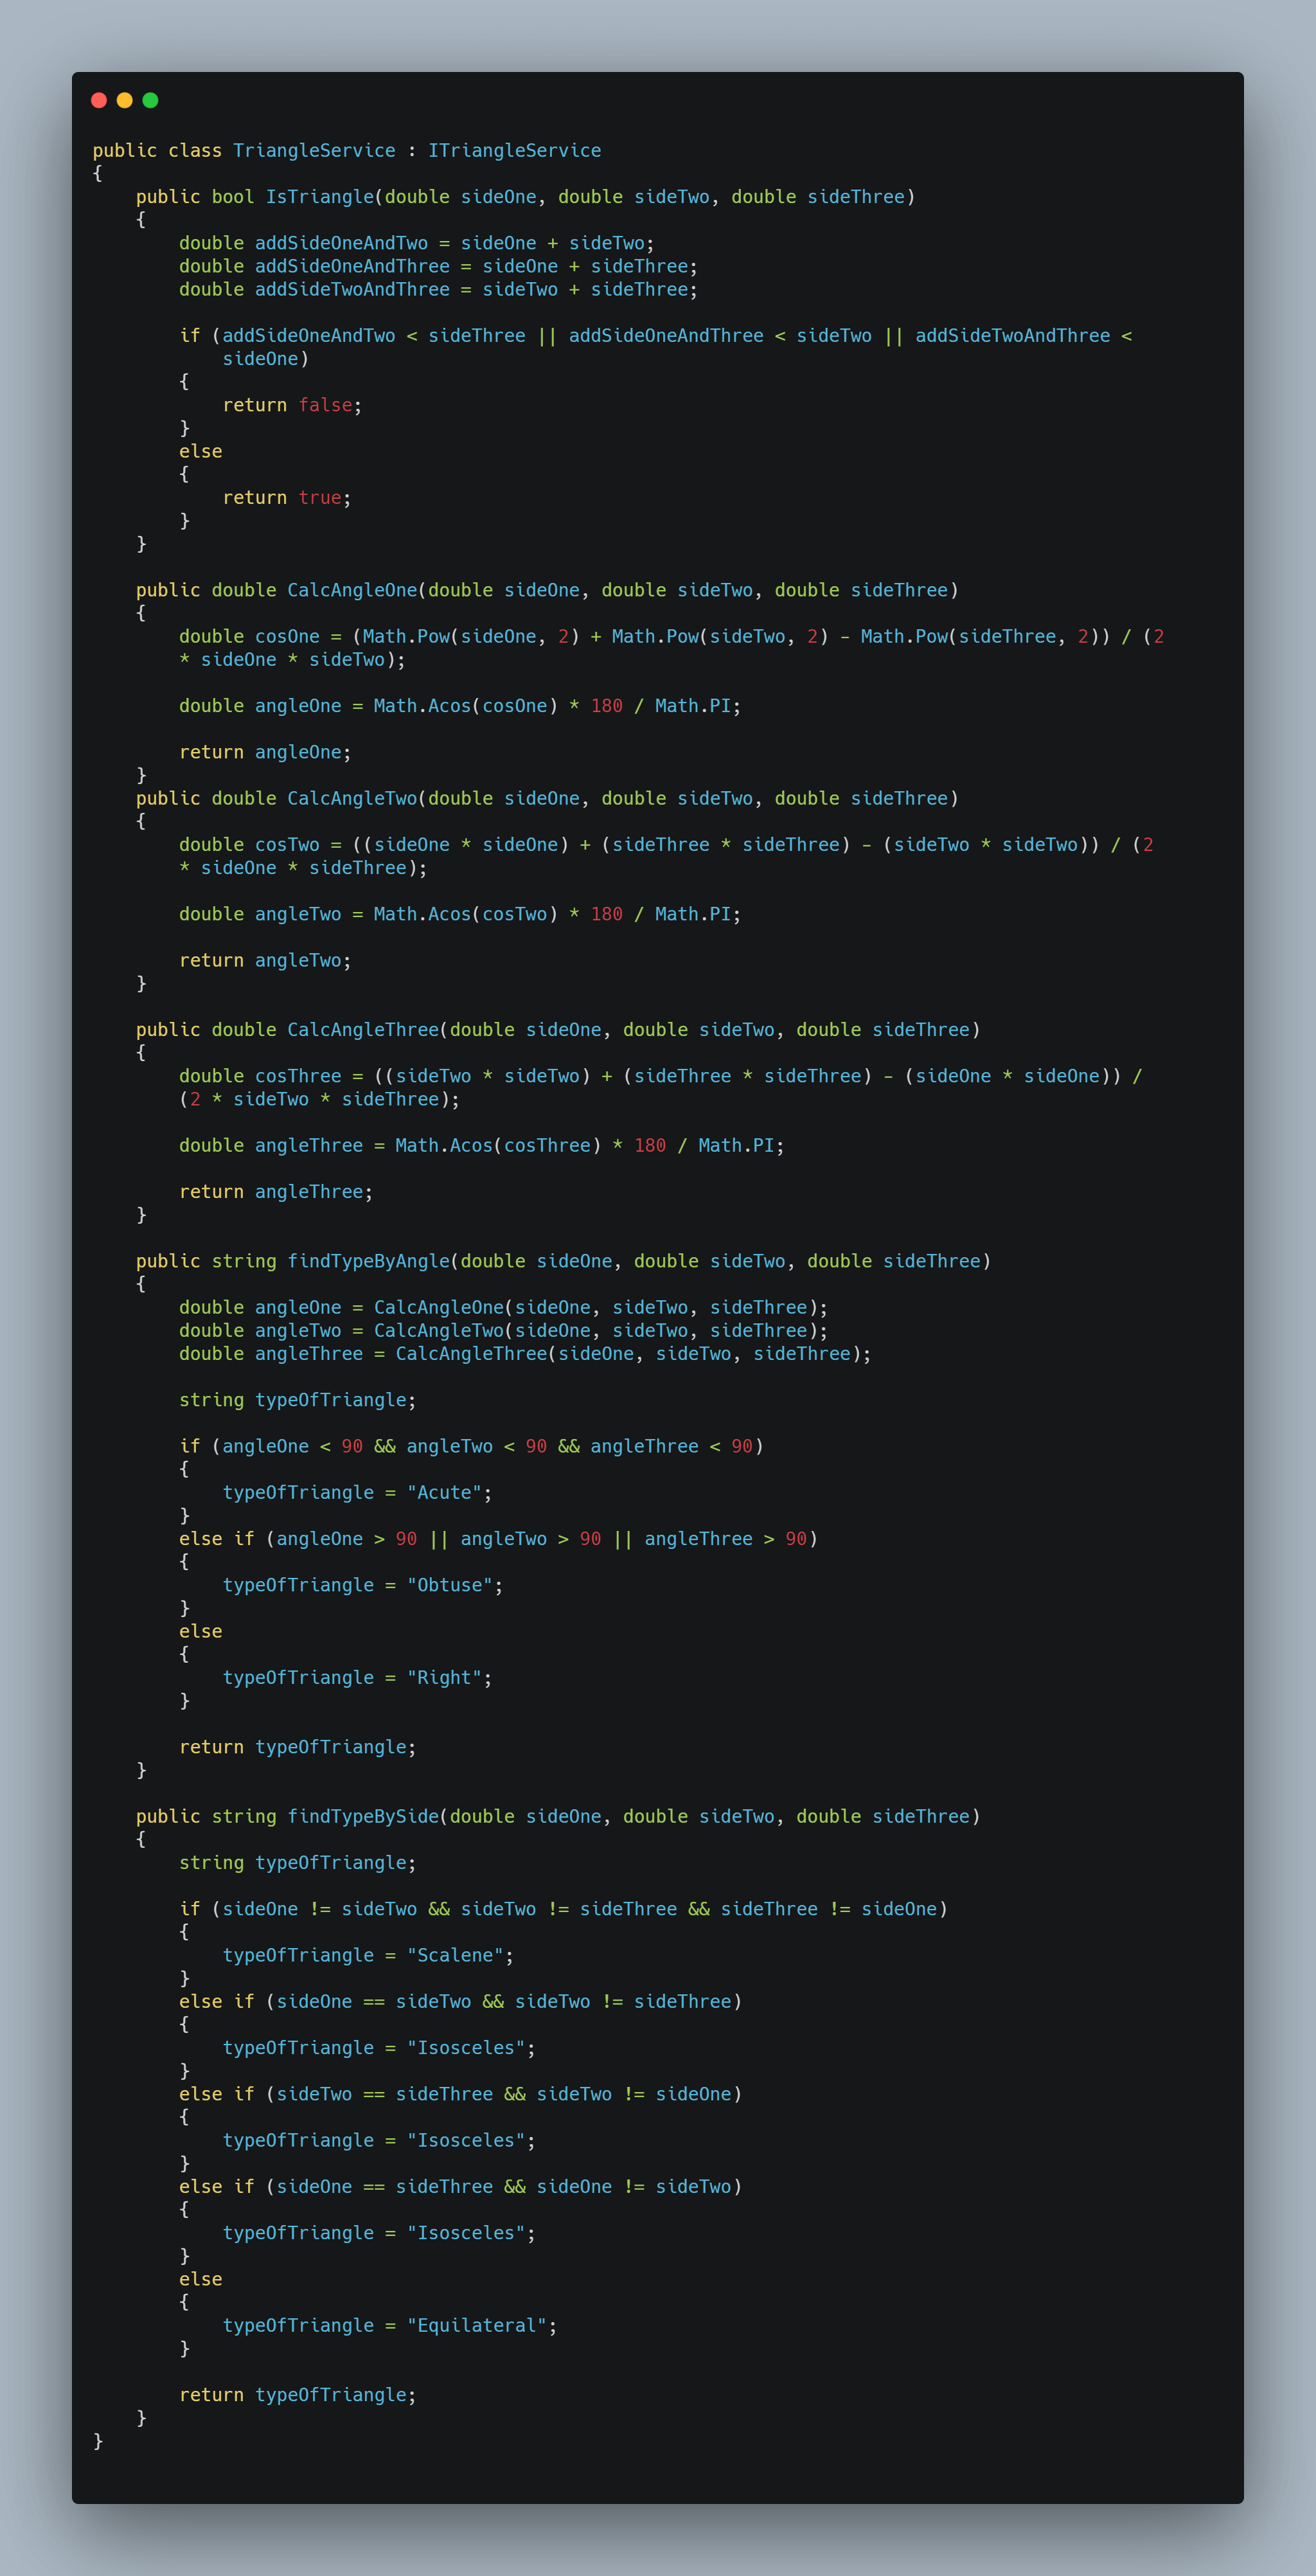 public class TriangleService : ITriangleService
{
    public bool IsTriangle(double sideOne, double sideTwo, double sideThree)
    {
        double addSideOneAndTwo = sideOne + sideTwo;
        double addSideOneAndThree = sideOne + sideThree;
        double addSideTwoAndThree = sideTwo + sideThree;

        if (addSideOneAndTwo < sideThree || addSideOneAndThree < sideTwo || addSideTwoAndThree <
            sideOne)
        {
            return false;
        }
        else
        {
            return true;
        }
    }

    public double CalcAngleOne(double sideOne, double sideTwo, double sideThree)
    {
        double cosOne = (Math.Pow(sideOne, 2) + Math.Pow(sideTwo, 2) - Math.Pow(sideThree, 2)) / (2
        * sideOne * sideTwo);

        double angleOne = Math.Acos(cosOne) * 180 / Math.PI;

        return angleOne;
    }
    public double CalcAngleTwo(double sideOne, double sideTwo, double sideThree)
    {
        double cosTwo = ((sideOne * sideOne) + (sideThree * sideThree) - (sideTwo * sideTwo)) / (2
        * sideOne * sideThree);

        double angleTwo = Math.Acos(cosTwo) * 180 / Math.PI;

        return angleTwo;
    }

    public double CalcAngleThree(double sideOne, double sideTwo, double sideThree)
    {
        double cosThree = ((sideTwo * sideTwo) + (sideThree * sideThree) - (sideOne * sideOne)) /
        (2 * sideTwo * sideThree);

        double angleThree = Math.Acos(cosThree) * 180 / Math.PI;

        return angleThree;
    }

    public string findTypeByAngle(double sideOne, double sideTwo, double sideThree)
    {
        double angleOne = CalcAngleOne(sideOne, sideTwo, sideThree);
        double angleTwo = CalcAngleTwo(sideOne, sideTwo, sideThree);
        double angleThree = CalcAngleThree(sideOne, sideTwo, sideThree);

        string typeOfTriangle;

        if (angleOne < 90 && angleTwo < 90 && angleThree < 90)
        {
            typeOfTriangle = "Acute";
        }
        else if (angleOne > 90 || angleTwo > 90 || angleThree > 90)
        {
            typeOfTriangle = "Obtuse";
        }
        else
        {
            typeOfTriangle = "Right";
        }

        return typeOfTriangle;
    }

    public string findTypeBySide(double sideOne, double sideTwo, double sideThree)
    {
        string typeOfTriangle;

        if (sideOne != sideTwo && sideTwo != sideThree && sideThree != sideOne)
        {
            typeOfTriangle = "Scalene";
        }
        else if (sideOne == sideTwo && sideTwo != sideThree)
        {
            typeOfTriangle = "Isosceles";
        }
        else if (sideTwo == sideThree && sideTwo != sideOne)
        {
            typeOfTriangle = "Isosceles";
        }
        else if (sideOne == sideThree && sideOne != sideTwo)
        {
            typeOfTriangle = "Isosceles";
        }
        else
        {
            typeOfTriangle = "Equilateral";
        }

        return typeOfTriangle;
    }
}